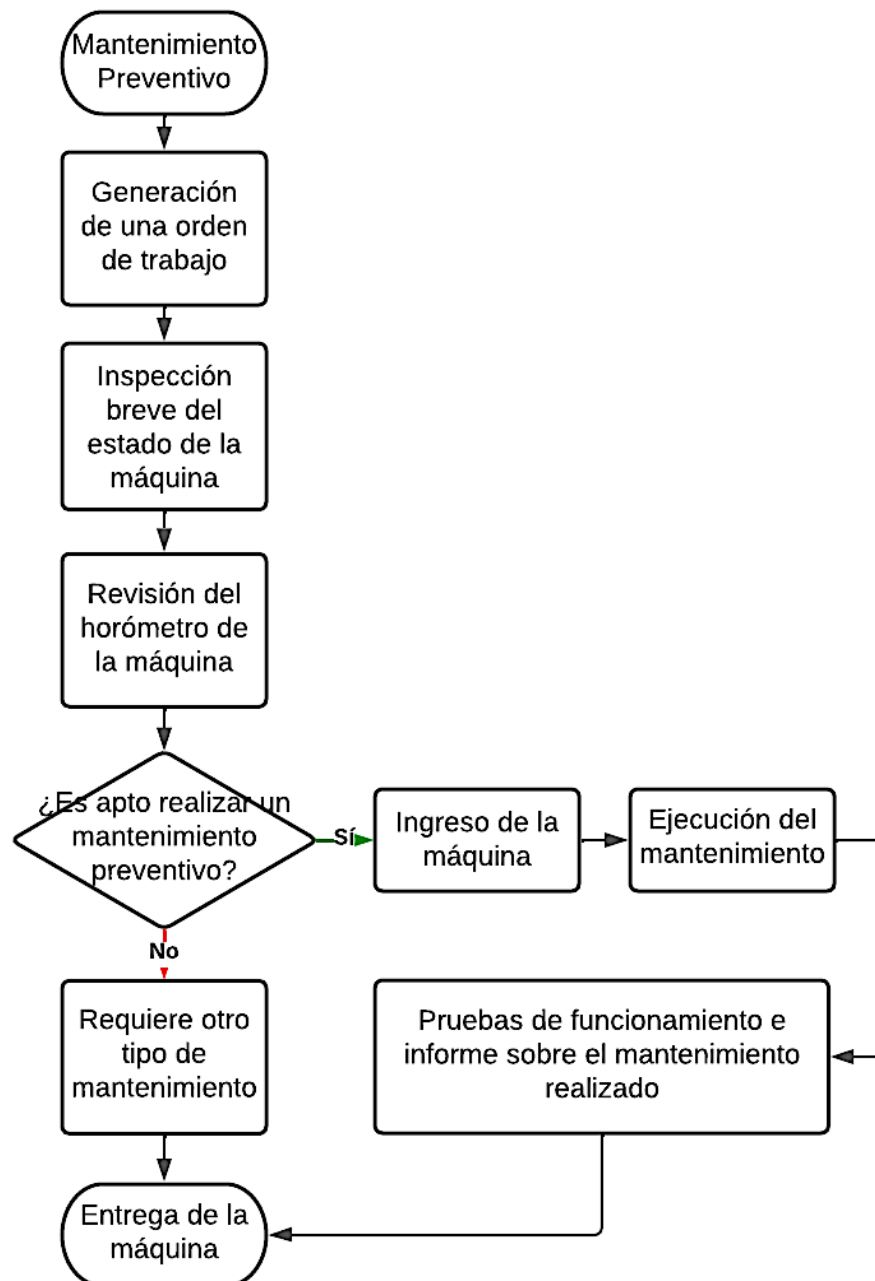 Mantenimiento
Preventivo
Generación
de una orden
de trabajo
Inspección
breve del
estado de la
máquina
Revisión del
horómetro de
la máquina
¿Es apto realizar un
mantenimiento
preventivo?
Sí
Ingreso de la
máquina
Ejecución del
mantenimiento
No
Requiere otro
tipo de
mantenimiento
Pruebas de funcionamiento e
informe sobre el mantenimiento
realizado
Entrega de la
máquina